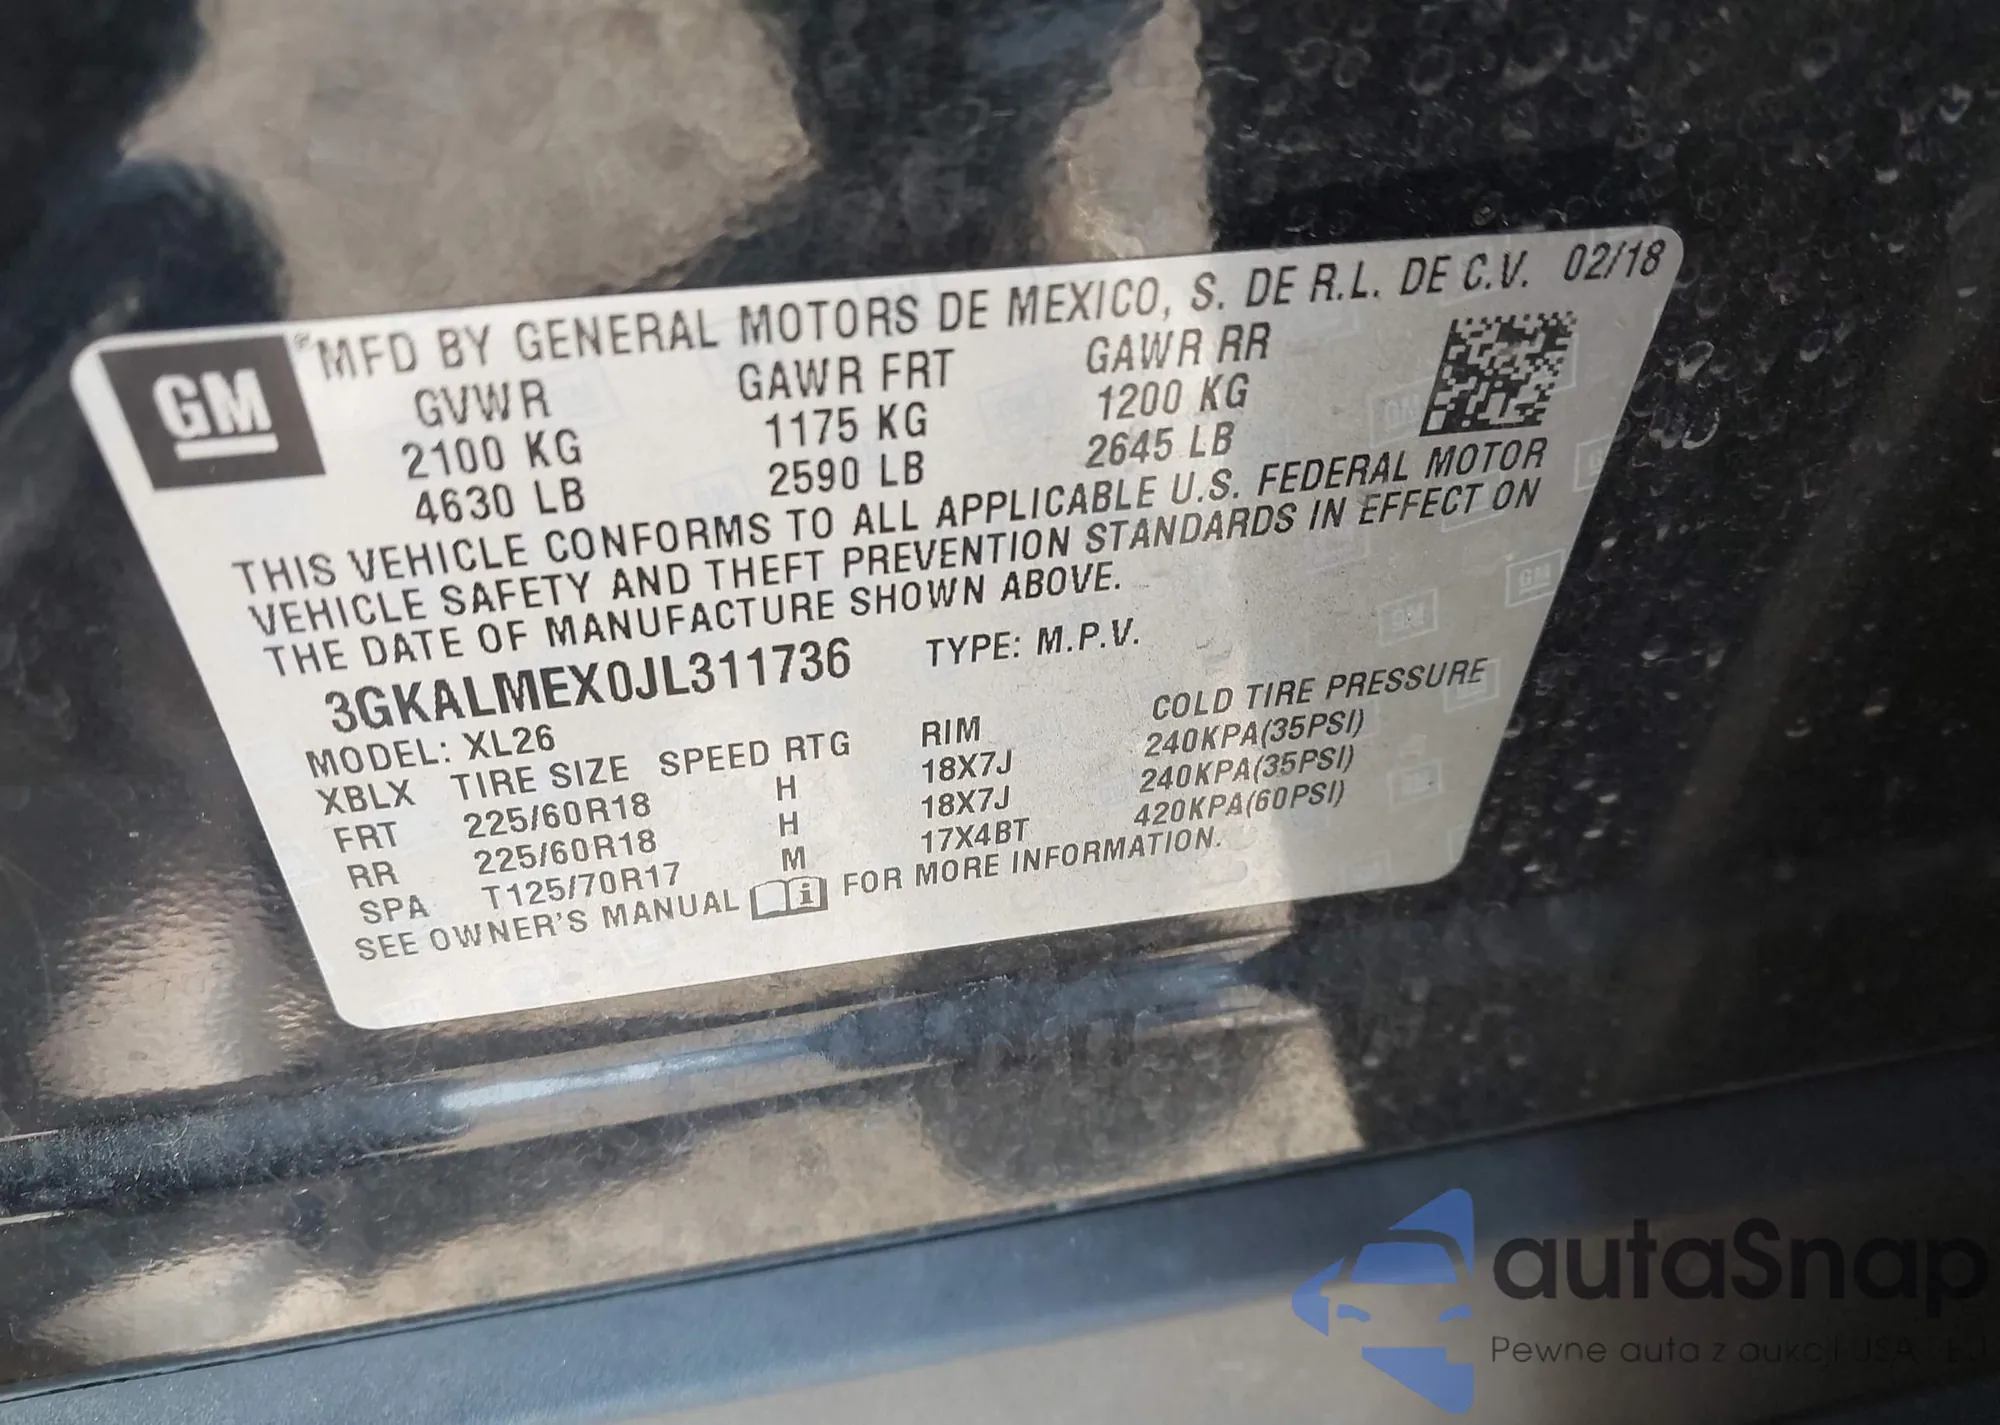 GM
® MFD BY GENERAL MOTORS DE MEXICO, S. DE R.L. DE C.V. 02/18
GVWR GAWR FRT GAWR RR
2100 KG 1175 KG 1200 KG
4630 LB 2590 LB 2645 LB
THIS VEHICLE CONFORMS TO ALL APPLICABLE U.S. FEDERAL MOTOR
VEHICLE SAFETY AND THEFT PREVENTION STANDARDS IN EFFECT ON
THE DATE OF MANUFACTURE SHOWN ABOVE.
3GKALMEX0JL311736 TYPE: M.P.V.
MODEL: XL26
XBLX TIRE SIZE SPEED RTG RIM COLD TIRE PRESSURE
FRT 225/60R18 H 18X7J 240KPA(35PSI)
RR 225/60R18 H 18X7J 240KPA(35PSI)
SPA T125/70R17 M 17X4BT 420KPA(60PSI)
SEE OWNER'S MANUAL FOR MORE INFORMATION.
autaSnap
Pewne auta z aukcji USA